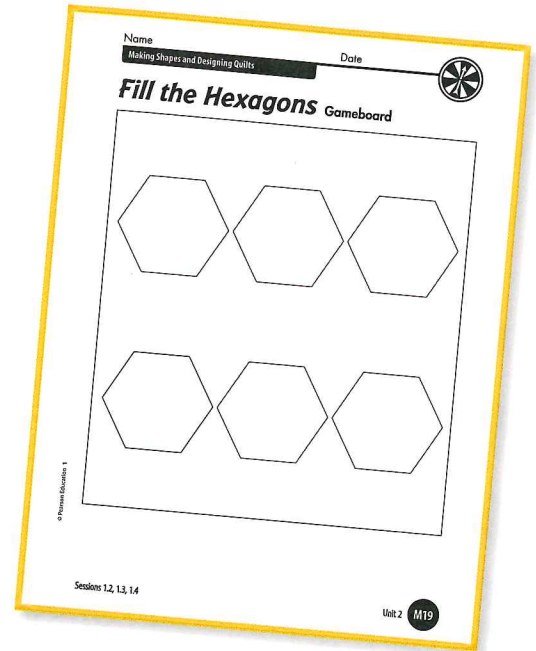 Name
Date
Making Shapes and Designing Quilts
Fill the Hexagons Gameboard
© Pearson Education 1
Sessions 1.2, 1.3, 1.4
Unit 2 M19